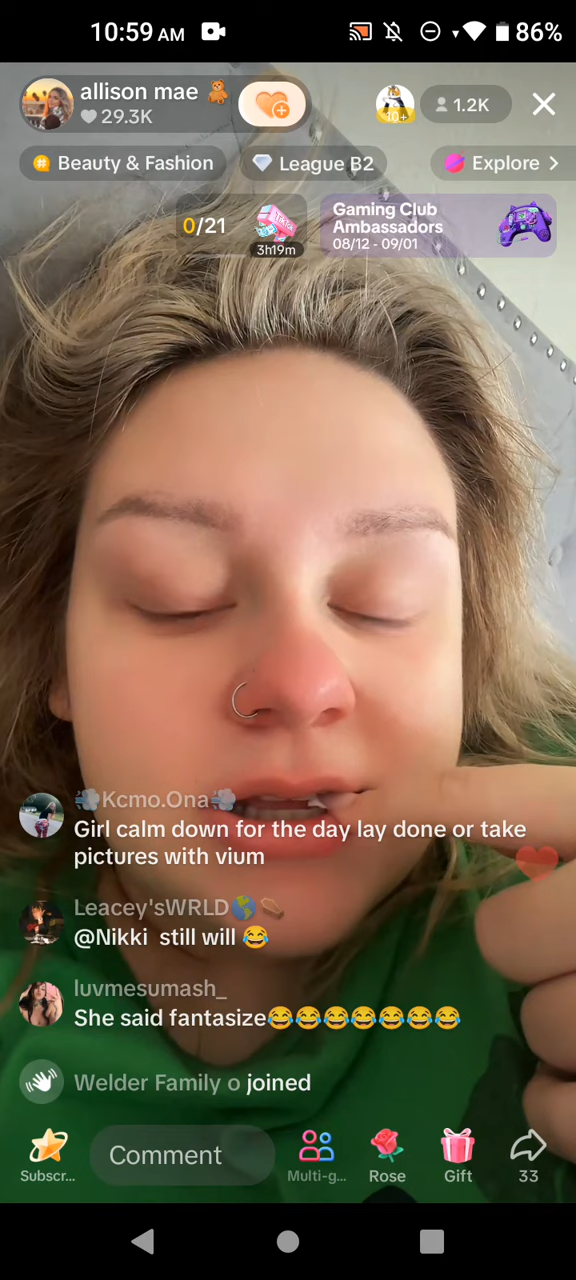 10:59 AM
86%
allison mae 🧸
29.3K
10+
1.2K
Beauty & Fashion
League B2
Explore
0/21
TikTok
3h19m
Gaming Club
Ambassadors
08/12 - 09/01
💨Kcmo.Ona💨
Girl calm down for the day lay done or take
pictures with vium
Leacey'sWRLD🌎⚰️
@Nikki still will 😂
luvmesumash_
She said fantasize😂😂😂😂😂😂😂
Welder Family o joined
Subscr...
Comment
Multi-g...
Rose
Gift
33